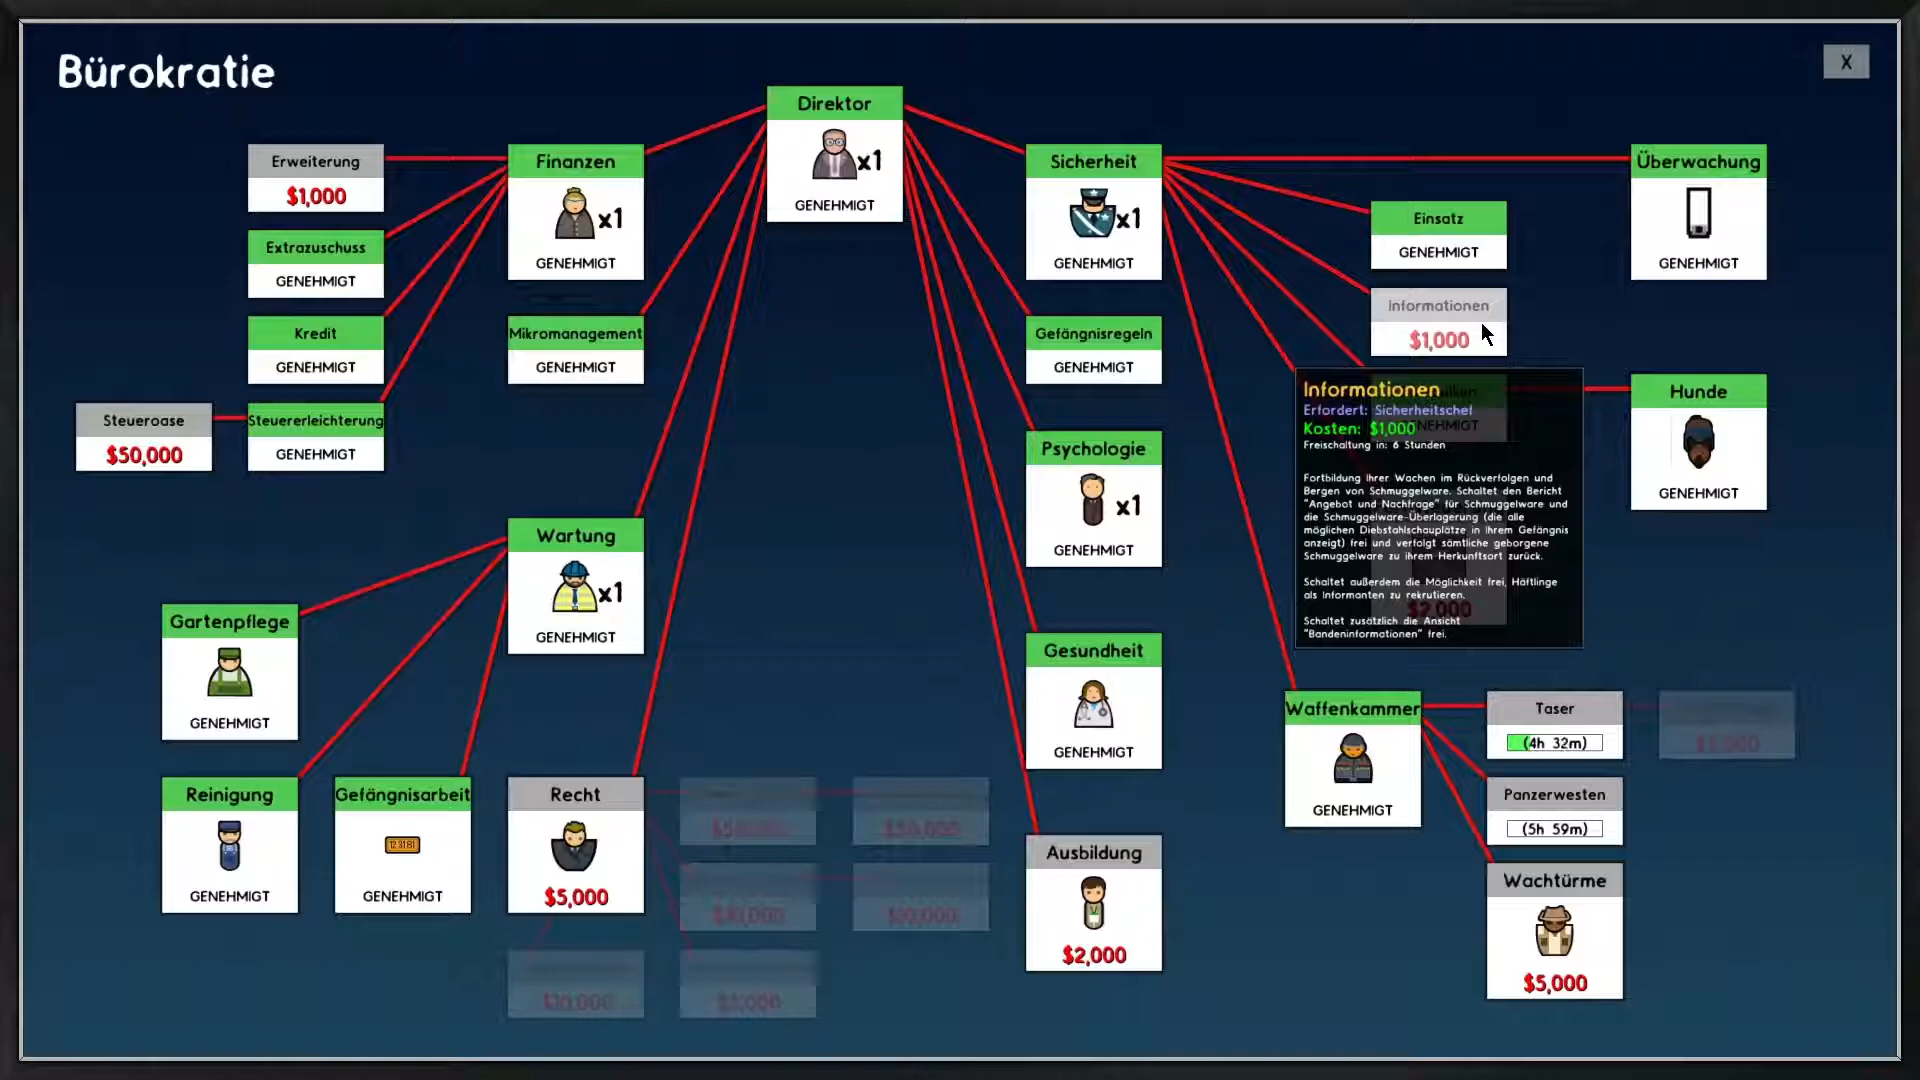 Bürokratie
X
Direktor
x1
GENEHMIGT
Erweiterung
$1,000
Finanzen
x1
GENEHMIGT
Sicherheit
x1
GENEHMIGT
Überwachung
GENEHMIGT
Einsatz
GENEHMIGT
Extrazuschuss
GENEHMIGT
Informationen
$1,000
Kredit
GENEHMIGT
Mikromanagement
GENEHMIGT
Gefängnisregeln
GENEHMIGT
Informationen
Erfordert: Sicherheitschef
Kosten: $1,000
Freischaltung in: 6 Stunden
Fortbildung Ihrer Wachen im Rückverfolgen und
Bergen von Schmuggelware. Schaltet den Bericht
"Angebot und Nachfrage" für Schmuggelware und
die Schmuggelware-Überlagerung (die alle
möglichen Diebstahlschauplätze in Ihrem Gefängnis
anzeigt) frei und verfolgt sämtliche geborgene
Schmuggelware zu ihrem Herkunftsort zurück.
Schaltet außerdem die Möglichkeit frei, Häftlinge
als Informanten zu rekrutieren.
$2,000
Schaltet zusätzlich die Ansicht
"Bandeninformationen" frei.
Hunde
GENEHMIGT
Steueroase
$50,000
Steuererleichterung
GENEHMIGT
Psychologie
x1
GENEHMIGT
Wartung
x1
GENEHMIGT
Gartenpflege
GENEHMIGT
Gesundheit
GENEHMIGT
Waffenkammer
GENEHMIGT
Taser
(4h 32m)
Panzerwesten
(5h 59m)
Reinigung
GENEHMIGT
Gefängnisarbeit
GENEHMIGT
Recht
$5,000
Ausbildung
$2,000
Wachtürme
$5,000